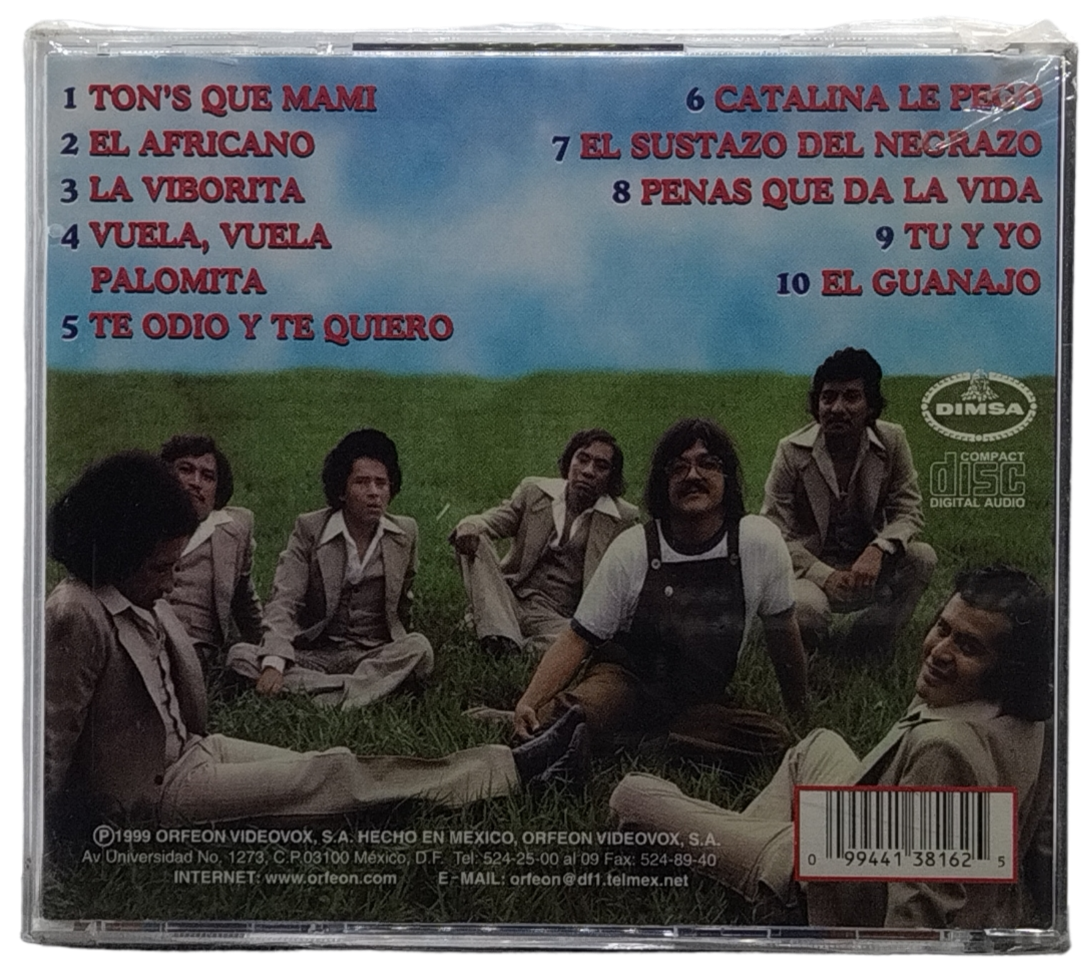 1 TON'S QUE MAMI
2 EL AFRICANO
3 LA VIBORITA
4 VUELA, VUELA
PALOMITA
5 TE ODIO Y TE QUIERO
6 CATALINA LE PEGO
7 EL SUSTAZO DEL NEGRAZO
8 PENAS QUE DA LA VIDA
9 TU Y YO
10 EL GUANAJO
DIMSA
COMPACT
disc
DIGITAL AUDIO
Ⓟ1999 ORFEON VIDEOVOX, S.A. HECHO EN MEXICO, ORFEON VIDEOVOX, S.A.
Av Universidad No. 1273, C.P.03100 México, D.F. Tel: 524-25-00 al 09 Fax: 524-89-40
INTERNET: www.orfeon.com E-MAIL: orfeon@df1.telmex.net
0 99441 38162 5